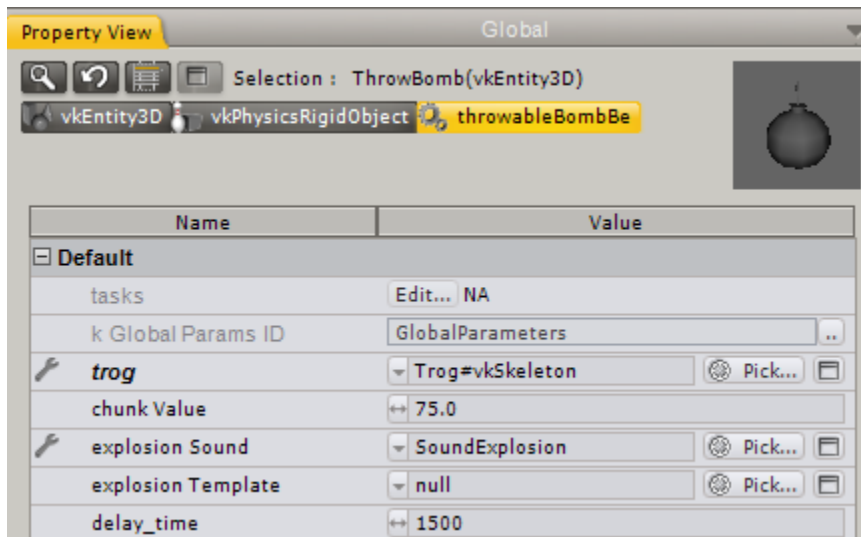 Property View Global
Selection : ThrowBomb(vkEntity3D)
vkEntity3D vkPhysicsRigidObject throwableBombBe
Name Value
Default
tasks Edit... NA
k Global Params ID GlobalParameters ..
trog Trog#vkSkeleton Pick...
chunk Value 75.0
explosion Sound SoundExplosion Pick...
explosion Template null Pick...
delay_time 1500